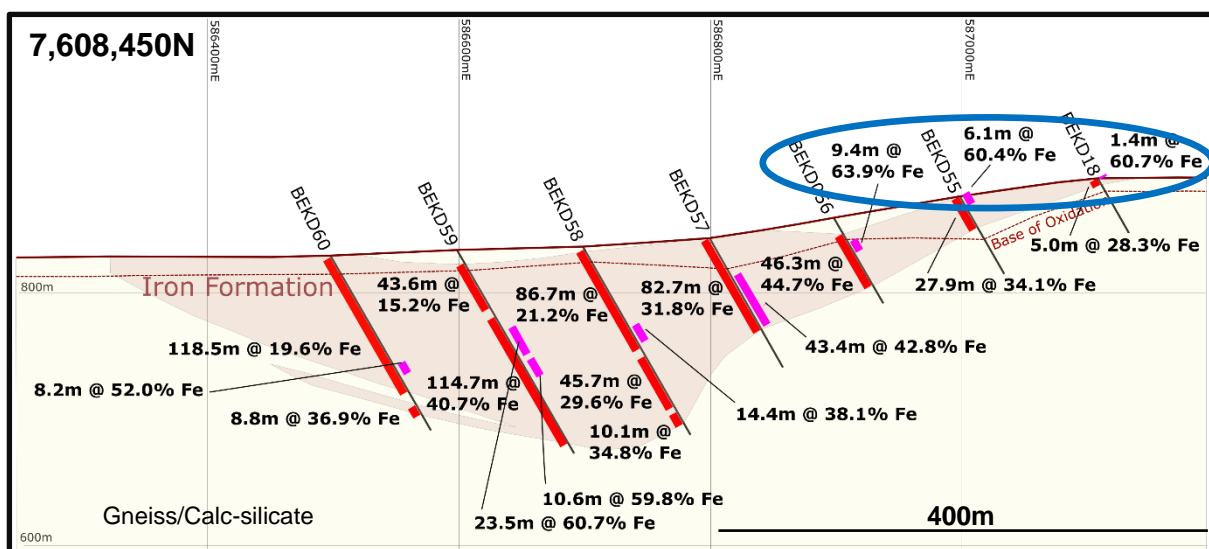 7,608,450N
586400mE
586600mE
586800mE
587000mE
BEKD60
BEKD59
BEKD58
BEKD57
BEKD056
BEKD55
BEKD18
9.4m @
63.9% Fe
6.1m @
60.4% Fe
1.4m @
60.7% Fe
Base of Oxidation
5.0m @ 28.3% Fe
27.9m @ 34.1% Fe
800m
Iron Formation
43.6m @
15.2% Fe
86.7m @
21.2% Fe
82.7m @
31.8% Fe
46.3m @
44.7% Fe
43.4m @ 42.8% Fe
118.5m @ 19.6% Fe
8.2m @ 52.0% Fe
8.8m @ 36.9% Fe
114.7m @
40.7% Fe
45.7m @
29.6% Fe
14.4m @ 38.1% Fe
10.1m @
34.8% Fe
10.6m @ 59.8% Fe
23.5m @ 60.7% Fe
Gneiss/Calc-silicate
400m
600m